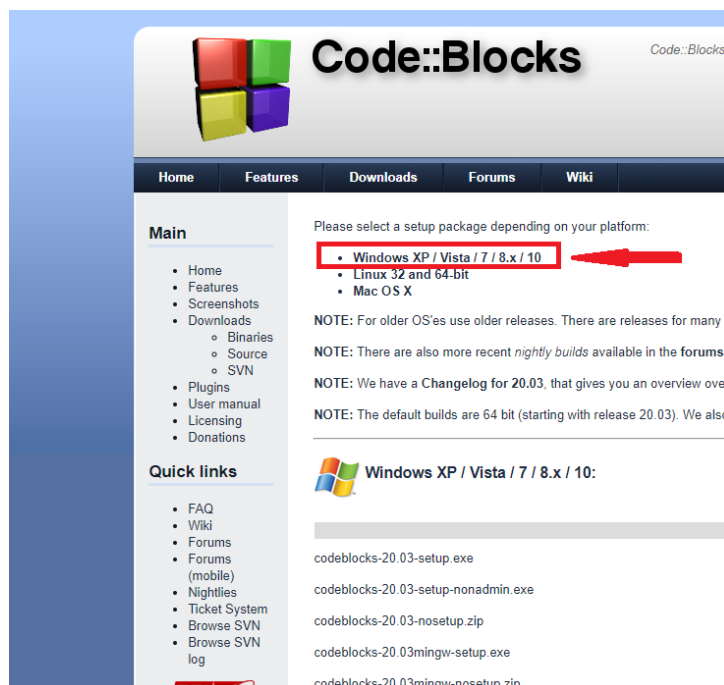 Code::Blocks
Code::Blocks
Home Features Downloads Forums Wiki
Main
Home
Features
Screenshots
Downloads
Binaries
Source
SVN
Plugins
User manual
Licensing
Donations
Quick links
FAQ
Wiki
Forums
Forums
(mobile)
Nightlies
Ticket System
Browse SVN
Browse SVN
log
Please select a setup package depending on your platform:
Windows XP / Vista / 7 / 8.x / 10
Linux 32 and 64-bit
Mac OS X
NOTE: For older OS'es use older releases. There are releases for many
NOTE: There are also more recent nightly builds available in the forums
NOTE: We have a Changelog for 20.03, that gives you an overview ove
NOTE: The default builds are 64 bit (starting with release 20.03). We als
Windows XP / Vista / 7 / 8.x / 10:
codeblocks-20.03-setup.exe
codeblocks-20.03-setup-nonadmin.exe
codeblocks-20.03-nosetup.zip
codeblocks-20.03mingw-setup.exe
codeblocks-20.03mingw-nosetup.zip